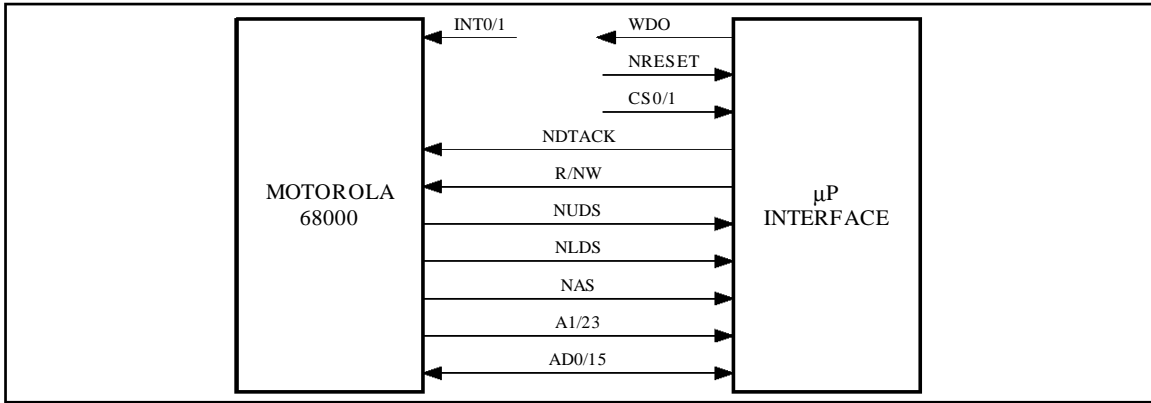 INT0/1
WDO
NRESET
CS0/1
NDTACK
R/NW
MOTOROLA
68000
µP
INTERFACE
NUDS
NLDS
NAS
A1/23
AD0/15